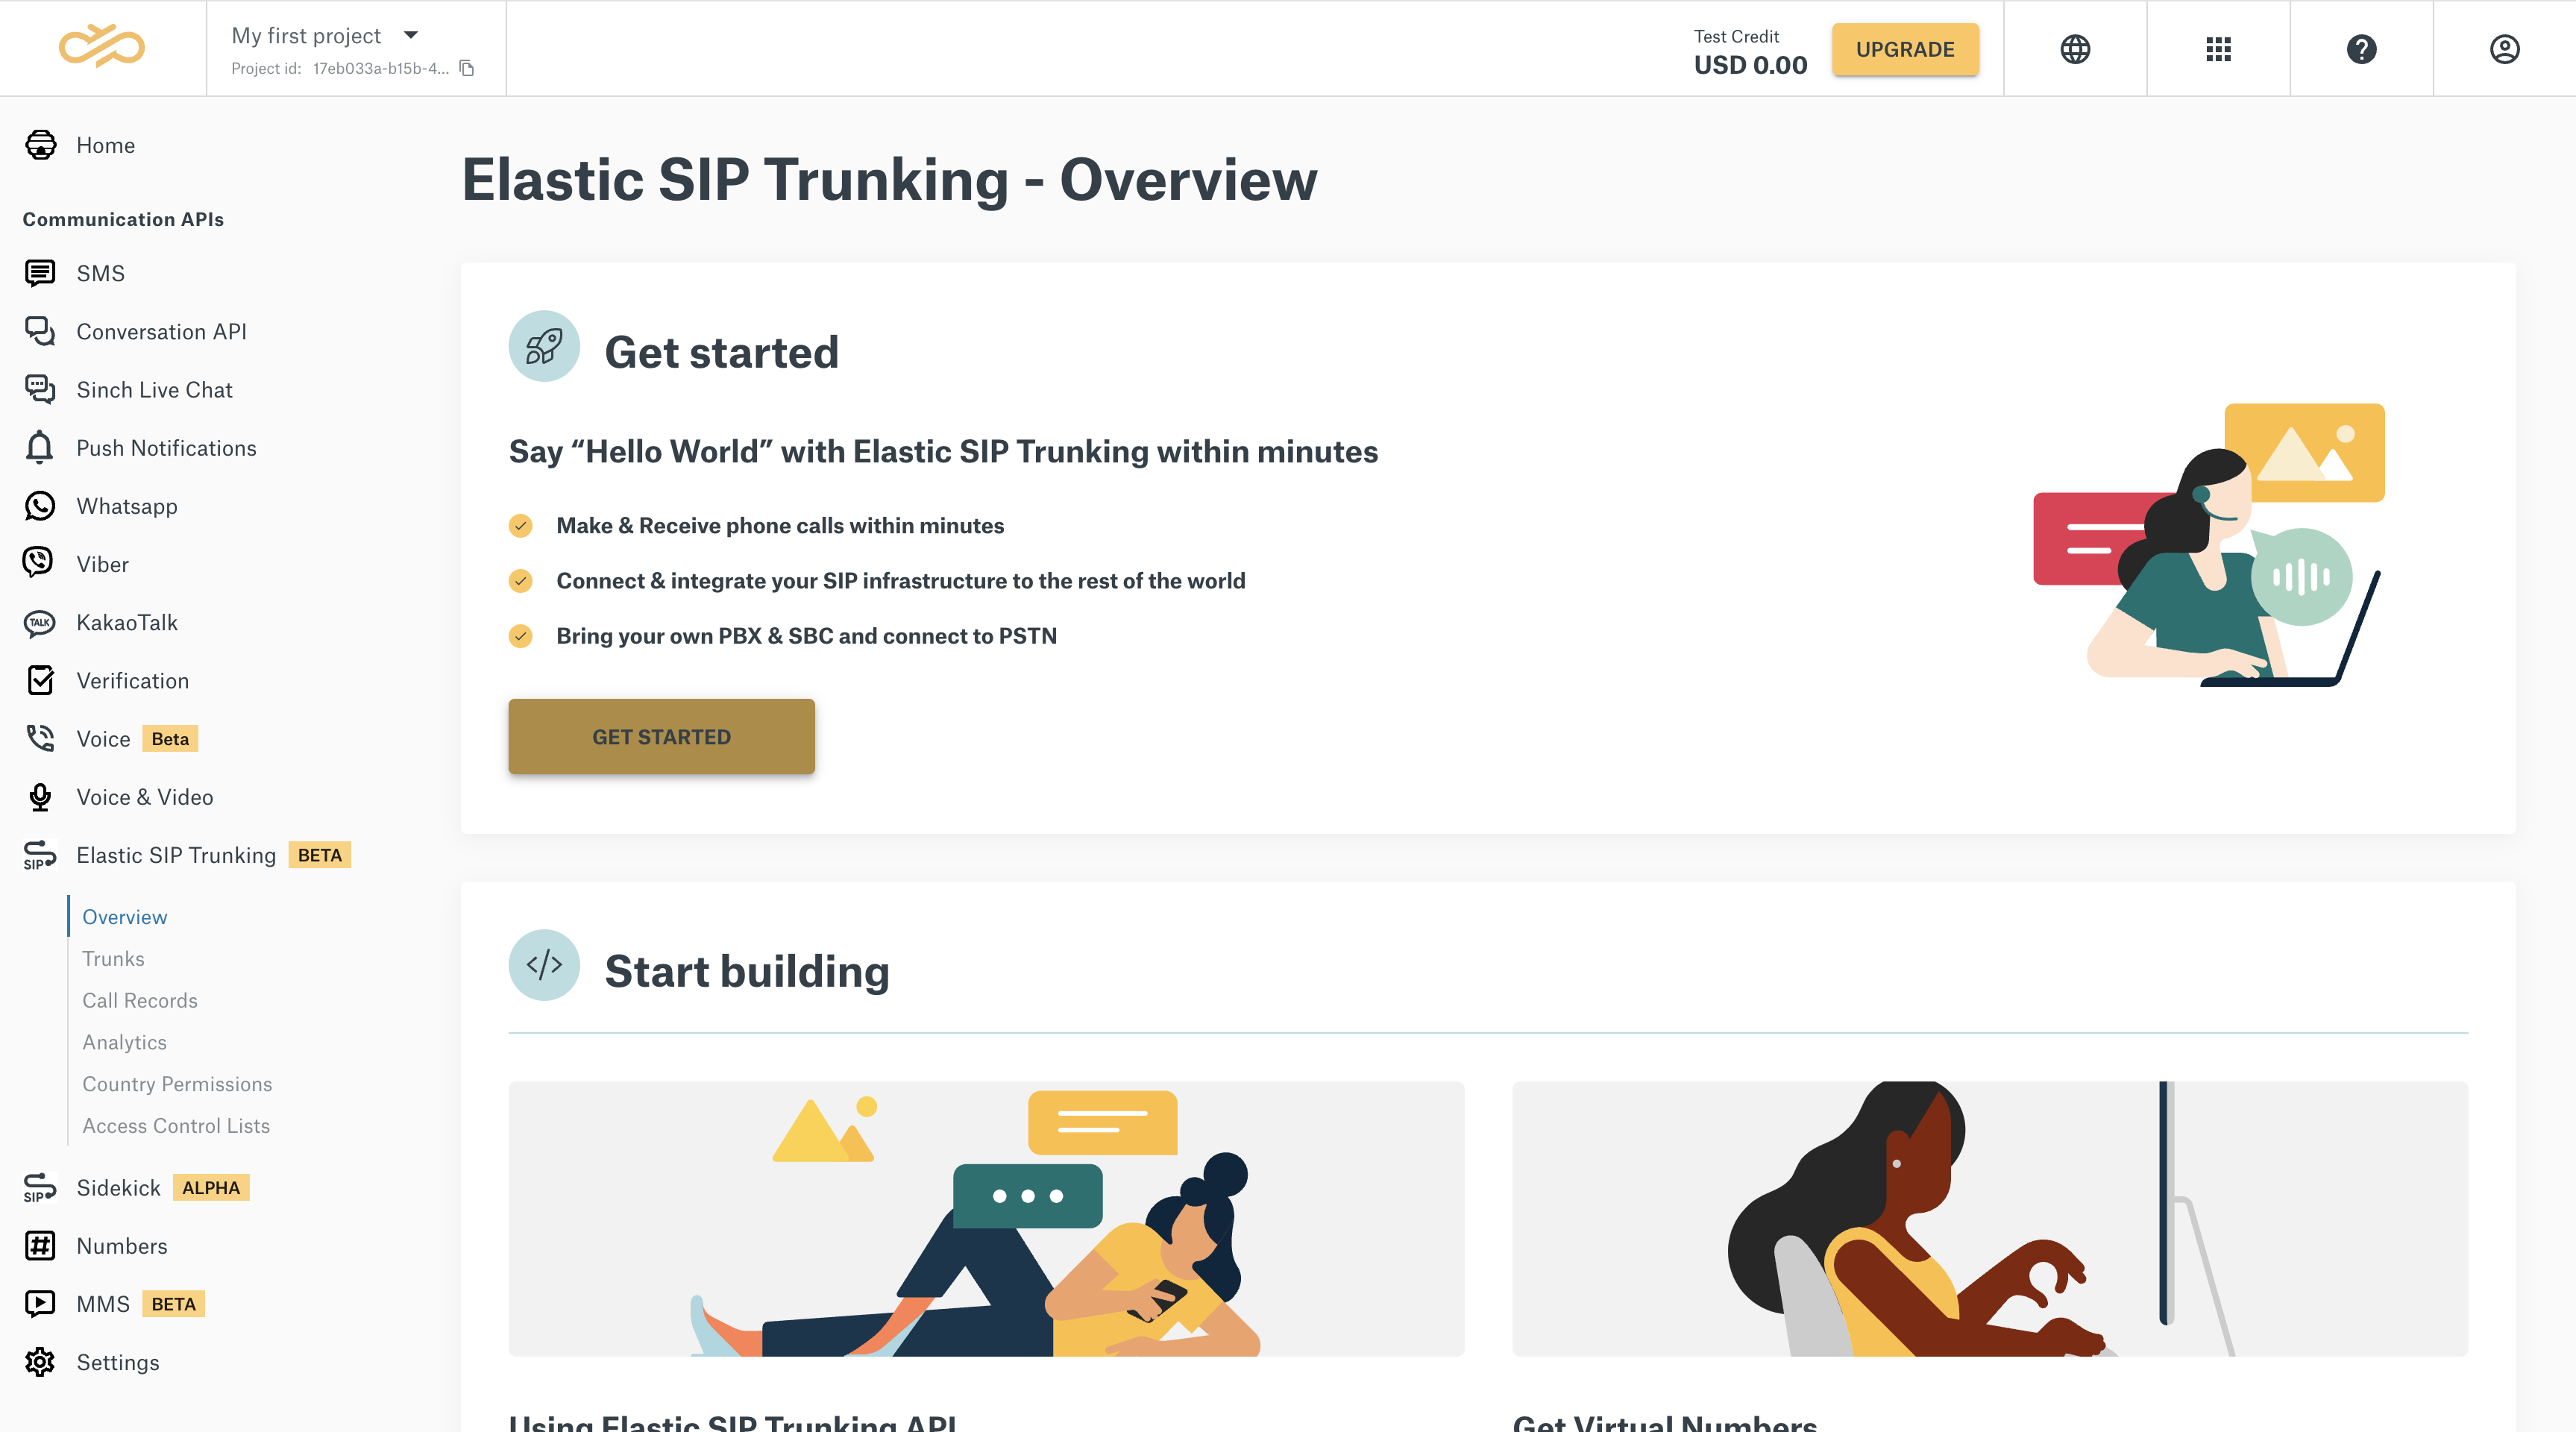 My first project
Project id: 17eb033a-b15b-4...
Test Credit
USD 0.00
UPGRADE
Home
Communication APIs
SMS
Conversation API
Sinch Live Chat
Push Notifications
Whatsapp
Viber
TALK
KakaoTalk
Verification
Voice Beta
Voice & Video
SIP
Elastic SIP Trunking BETA
Overview
Trunks
Call Records
Analytics
Country Permissions
Access Control Lists
SIP
Sidekick ALPHA
Numbers
MMS BETA
Settings
Elastic SIP Trunking - Overview
Get started
Say “Hello World” with Elastic SIP Trunking within minutes
Make & Receive phone calls within minutes
Connect & integrate your SIP infrastructure to the rest of the world
Bring your own PBX & SBC and connect to PSTN
GET STARTED
Start building
Using Elastic SIP Trunking API
Get Virtual Numbers